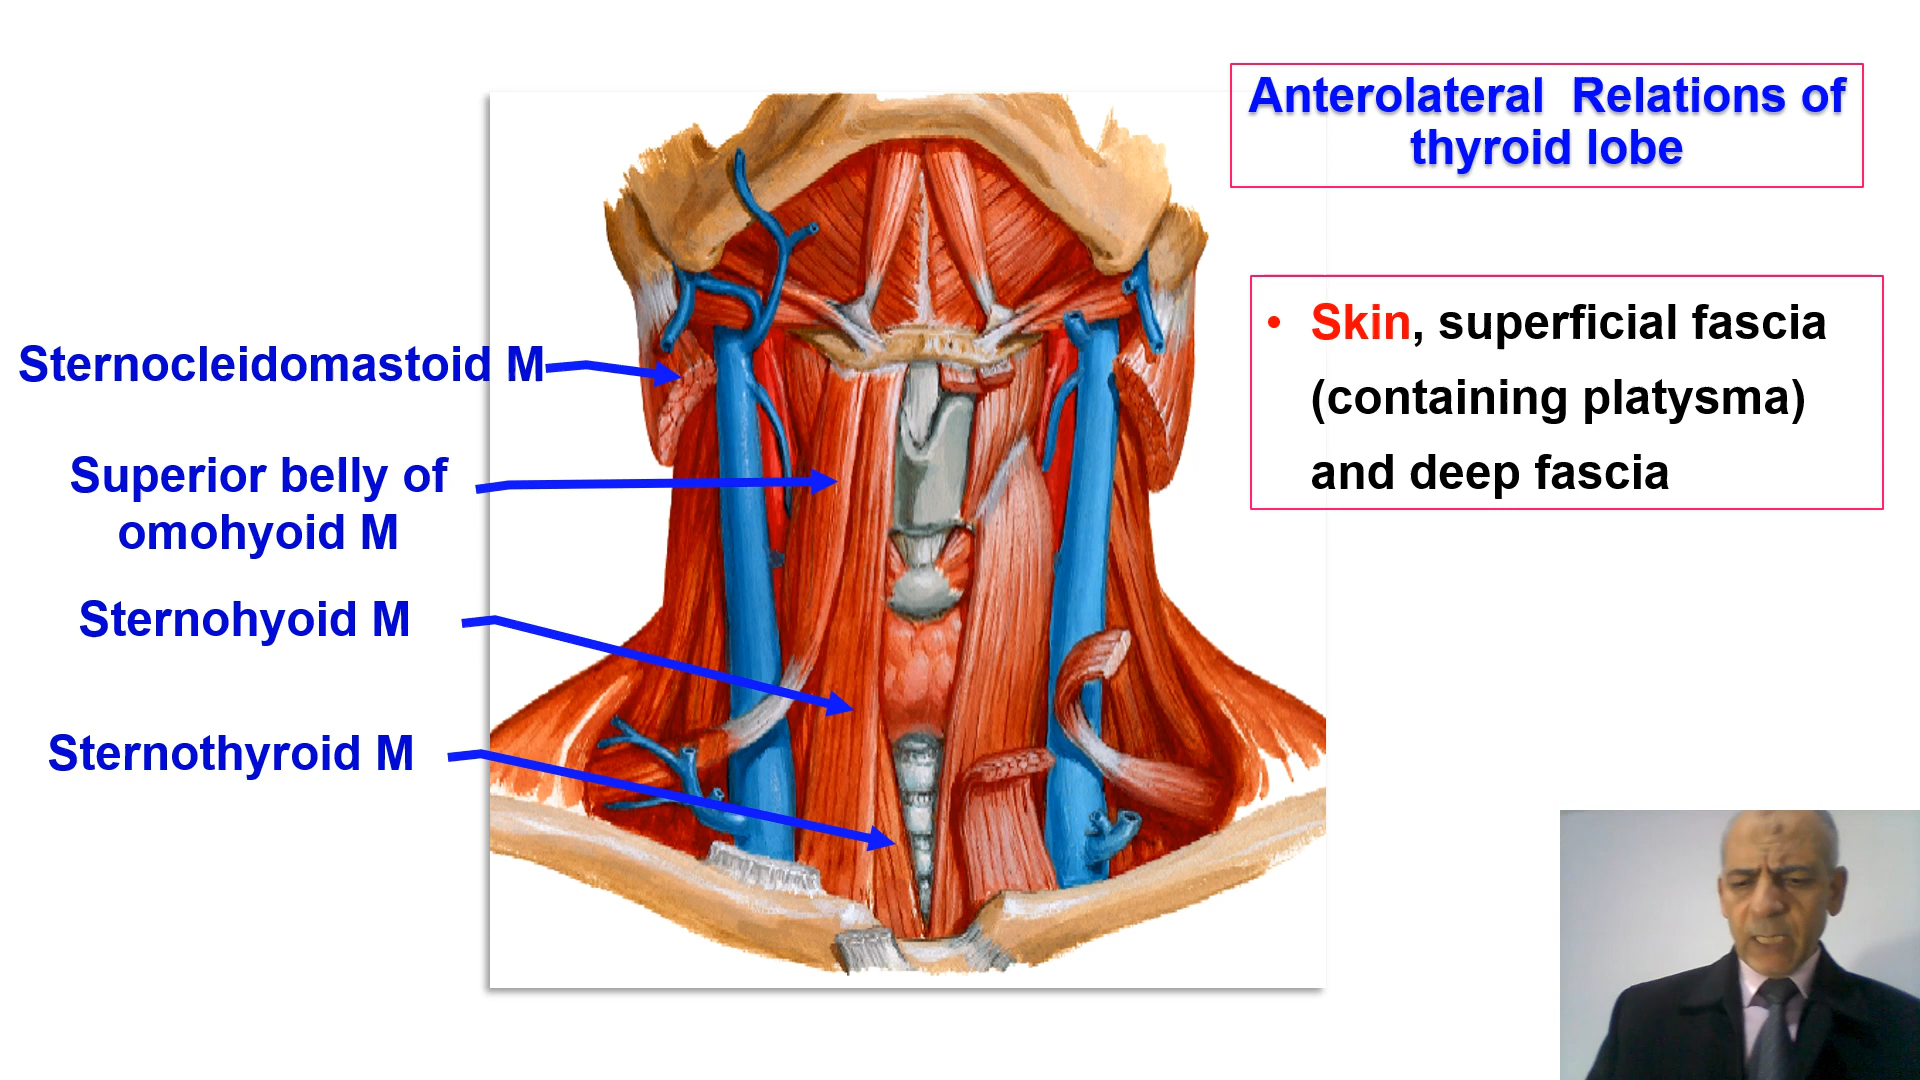 Anterolateral  Relations of
thyroid lobe
• Skin, superficial fascia
(containing platysma)
and deep fascia
Sternocleidomastoid M
Superior belly of
omohyoid M
Sternohyoid M
Sternothyroid M